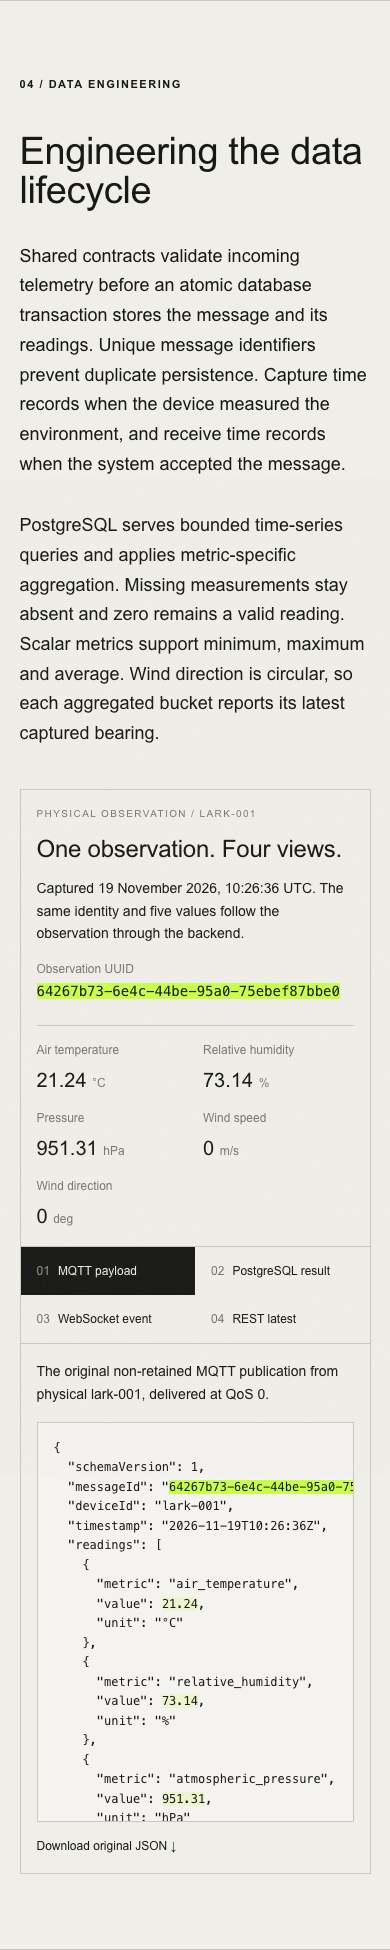 04 / DATA ENGINEERING
Engineering the data
lifecycle
Shared contracts validate incoming
telemetry before an atomic database
transaction stores the message and its
readings. Unique message identifiers
prevent duplicate persistence. Capture time
records when the device measured the
environment, and receive time records
when the system accepted the message.
PostgreSQL serves bounded time-series
queries and applies metric-specific
aggregation. Missing measurements stay
absent and zero remains a valid reading.
Scalar metrics support minimum, maximum
and average. Wind direction is circular, so
each aggregated bucket reports its latest
captured bearing.
PHYSICAL OBSERVATION / LARK-001
One observation. Four views.
Captured 19 November 2026, 10:26:36 UTC. The
same identity and five values follow the
observation through the backend.
Observation UUID
64267b73-6e4c-44be-95a0-75ebef87bbe0
Air temperature Relative humidity
21.24 °C 73.14 %
Pressure Wind speed
951.31 hPa 0 m/s
Wind direction
0 deg
01 MQTT payload 02 PostgreSQL result
03 WebSocket event 04 REST latest
The original non-retained MQTT publication from
physical lark-001, delivered at QoS 0.
{
"schemaVersion": 1,
"messageId": "64267b73-6e4c-44be-95a0-75
"deviceId": "lark-001",
"timestamp": "2026-11-19T10:26:36Z",
"readings": [
{
"metric": "air_temperature",
"value": 21.24,
"unit": "°C"
},
{
"metric": "relative_humidity",
"value": 73.14,
"unit": "%"
},
{
"metric": "atmospheric_pressure",
"value": 951.31,
"unit": "hPa"
Download original JSON ↓